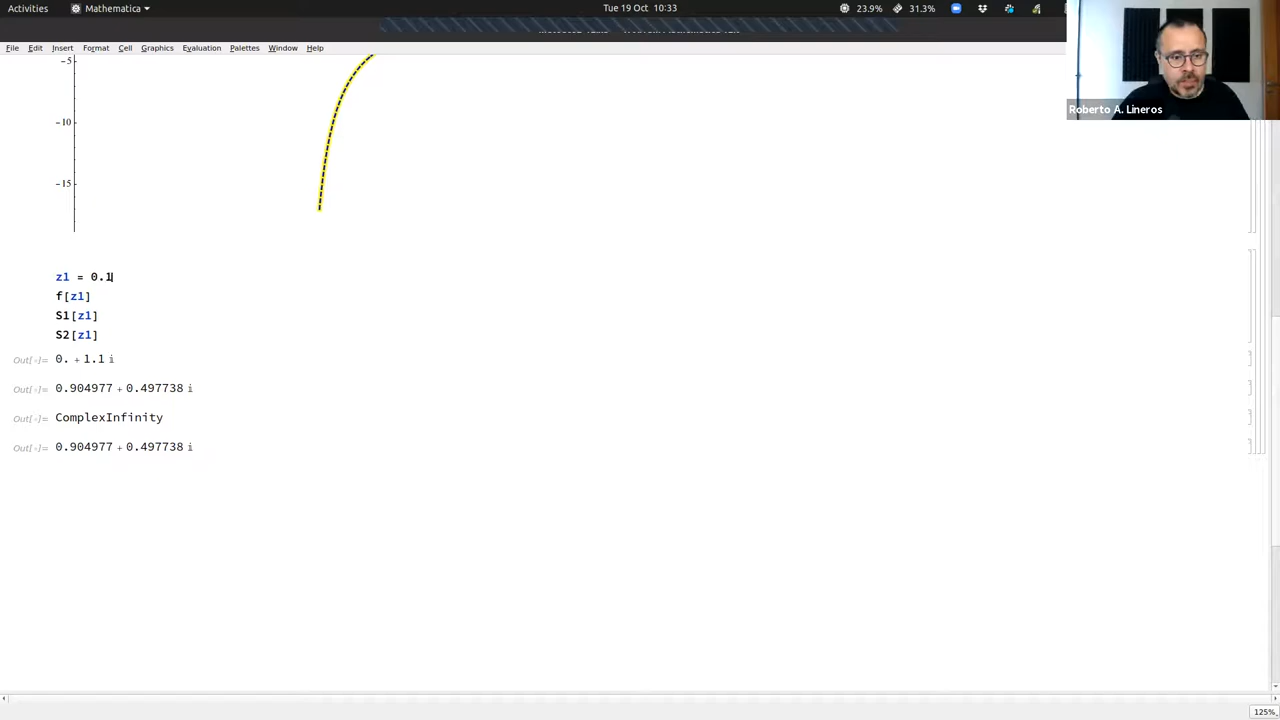 Activities Mathematica Tue 19 Oct 10:33 23.9% 31.3%
File Edit Insert Format Cell Graphics Evaluation Palettes Window Help
Roberto A. Lineros
-5
-10
-15
z1 = 0.1
f[z1]
S1[z1]
S2[z1]
Out[•]= 0. + 1.1 i
Out[•]= 0.904977 + 0.497738 i
Out[•]= ComplexInfinity
Out[•]= 0.904977 + 0.497738 i
125%